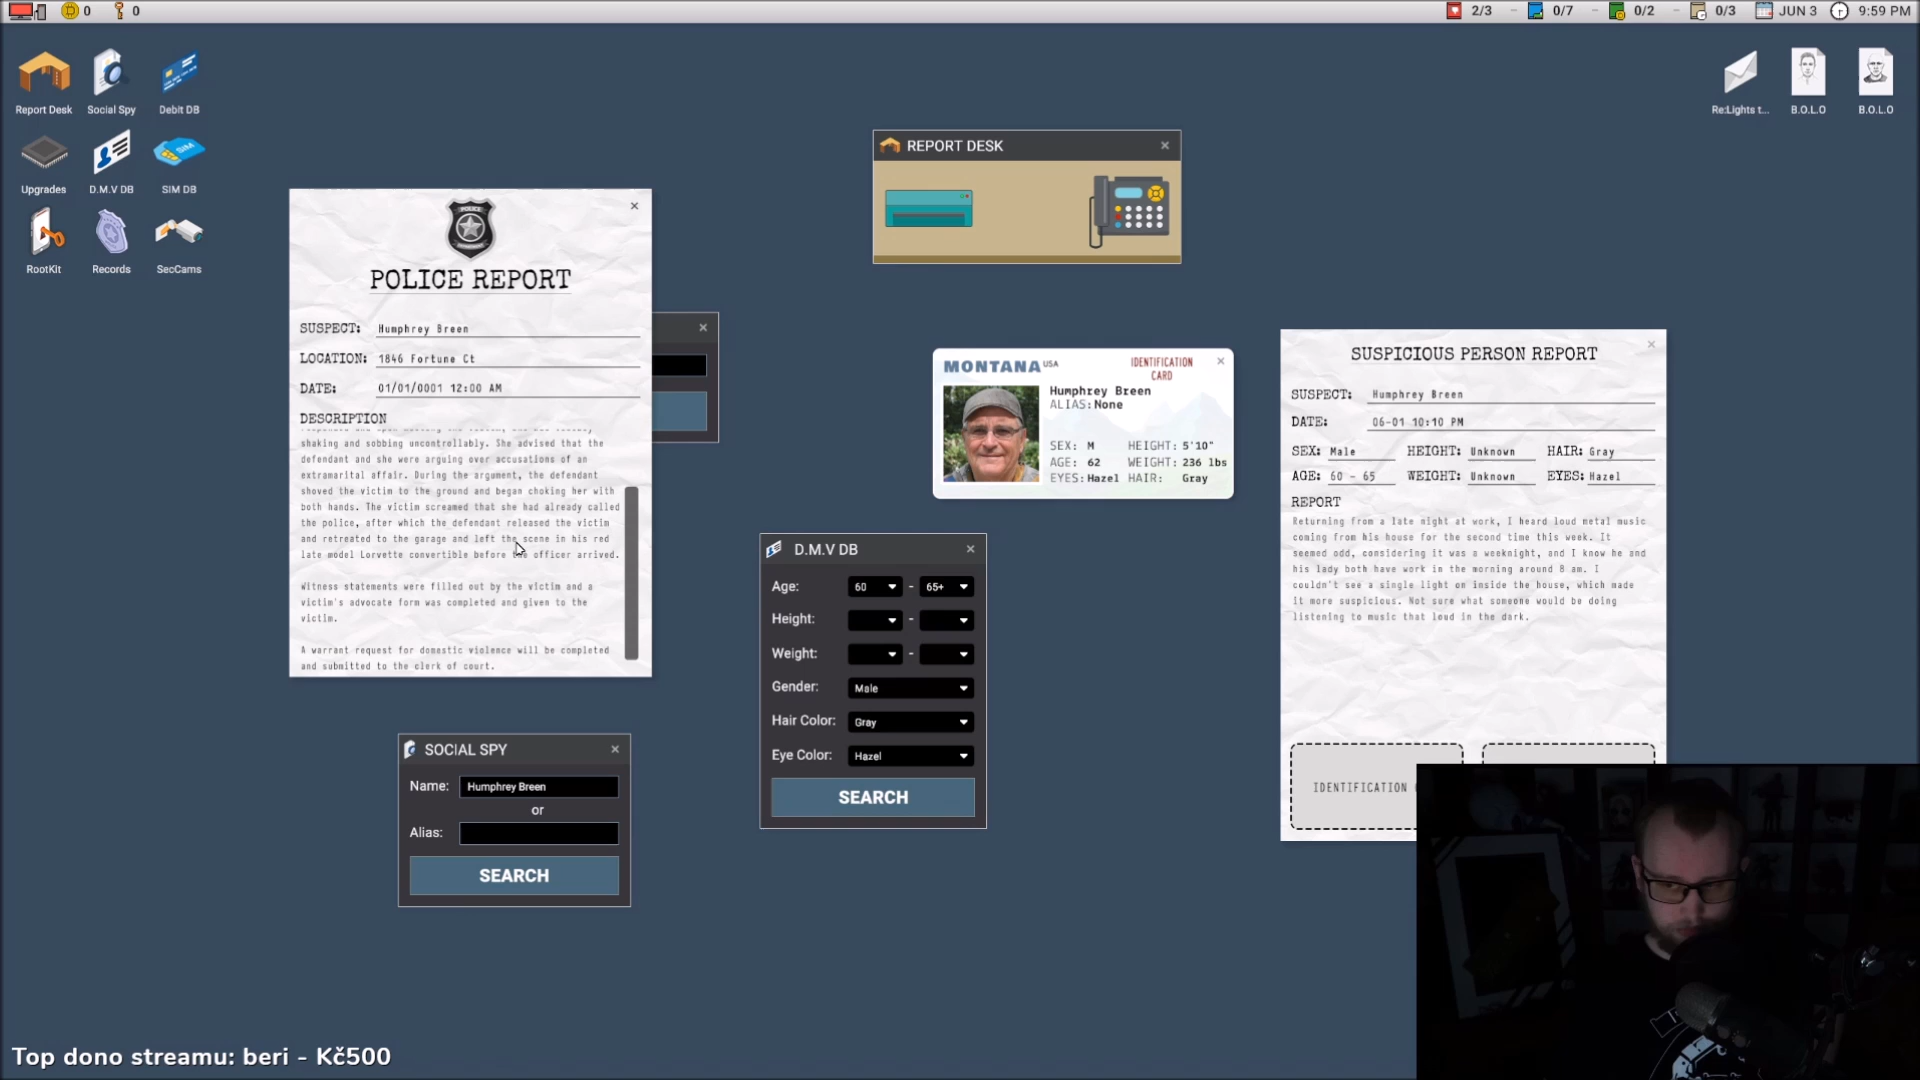 0
0
2/3
0/7
0/2
0/3
JUN 3
9:59 PM
Report Desk
Social Spy
Debit DB
Upgrades
D.M.V DB
SIM DB
SIM
RootKit
Records
SecCams
Re:Lights t...
B.O.L.O
B.O.L.O
REPORT DESK
POLICE
POLICE REPORT
SUSPECT: Humphrey Breen
LOCATION: 1846 Fortune Ct
DATE: 01/01/0001 12:00 AM
DESCRIPTION
shaking and sobbing uncontrollably. She advised that the
defendant and she were arguing over accusations of an
extramarital affair. During the argument, the defendant
shoved the victim to the ground and began choking her with
both hands. The victim screamed that she had already called
the police, after which the defendant released the victim
and retreated to the garage and left the scene in his red
late model Lorvette convertible before the officer arrived.
Witness statements were filled out by the victim and a
victim's advocate form was completed and given to the
victim.
A warrant request for domestic violence will be completed
and submitted to the clerk of court.
MONTANA USA
IDENTIFICATION
CARD
Humphrey Breen
ALIAS: None
SEX: M HEIGHT: 5'10"
AGE: 62 WEIGHT: 236 lbs
EYES: Hazel HAIR: Gray
SUSPICIOUS PERSON REPORT
SUSPECT: Humphrey Breen
DATE: 06-01 10:10 PM
SEX: Male HEIGHT: Unknown HAIR: Gray
AGE: 60 - 65 WEIGHT: Unknown EYES: Hazel
REPORT
Returning from a late night at work, I heard loud metal music
coming from his house for the second time this week. It
seemed odd, considering it was a weeknight, and I know he and
his lady both have work in the morning around 8 am. I
couldn't see a single light on inside the house, which made
it more suspicious. Not sure what someone would be doing
listening to music that loud in the dark.
IDENTIFICATION
D.M.V DB
Age: 60 - 65+
Height: -
Weight: -
Gender: Male
Hair Color: Gray
Eye Color: Hazel
SEARCH
SOCIAL SPY
Name: Humphrey Breen
or
Alias:
SEARCH
Top dono streamu: beri - Kč500